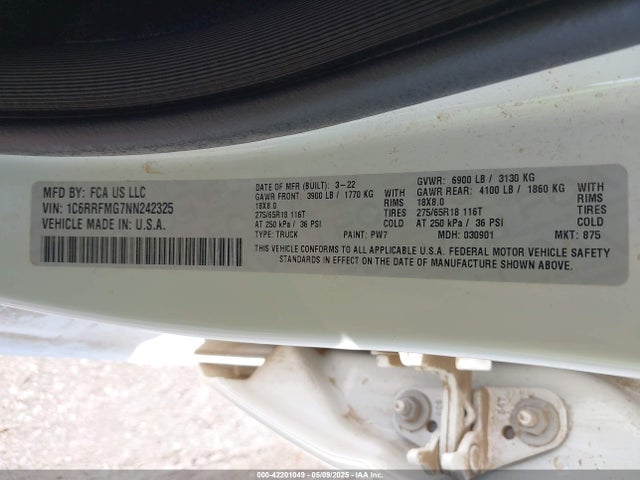 MFD BY: FCA US LLC
VIN: 1C6RRFMG7NN242325
VEHICLE MADE IN U.S.A.
DATE OF MFR (BUILT): 3-22
GAWR FRONT: 3900 LB / 1770 KG
18X8.0 RIMS
275/65R18 116T TIRES
AT 250 kPa / 36 PSI COLD
TYPE: TRUCK PAINT: PW7
GVWR: 6900 LB / 3130 KG
GAWR REAR: 4100 LB / 1860 KG
18X8.0 RIMS
275/65R18 116T TIRES
AT 250 kPa / 36 PSI COLD
MDH: 030901 MKT: 875
THIS VEHICLE CONFORMS TO ALL APPLICABLE U.S.A. FEDERAL MOTOR VEHICLE SAFETY
STANDARDS IN EFFECT ON THE DATE OF MANUFACTURE SHOWN ABOVE.
000-42201049 - 05/09/2025 - IAAI.COM